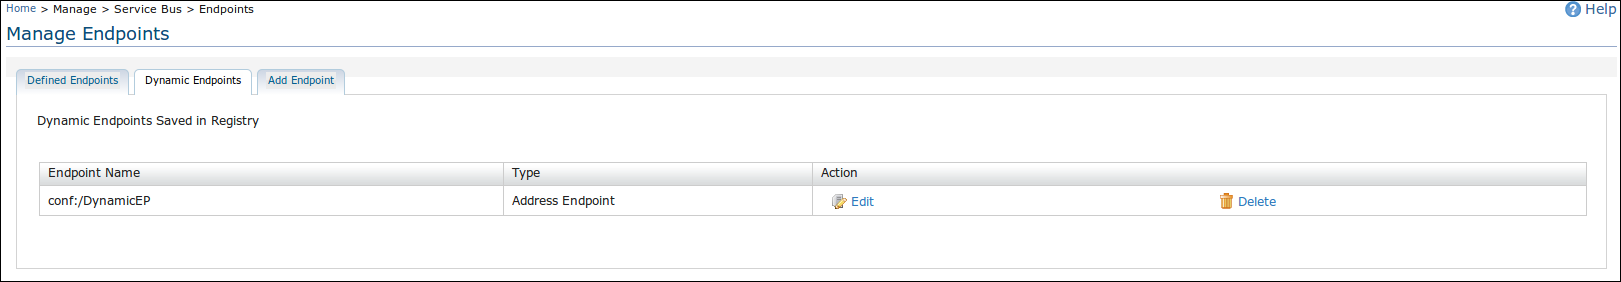 Home > Manage > Service Bus > Endpoints
Help
Manage Endpoints
Defined Endpoints Dynamic Endpoints Add Endpoint
Dynamic Endpoints Saved in Registry
Endpoint Name Type Action
conf:/DynamicEP Address Endpoint Edit Delete